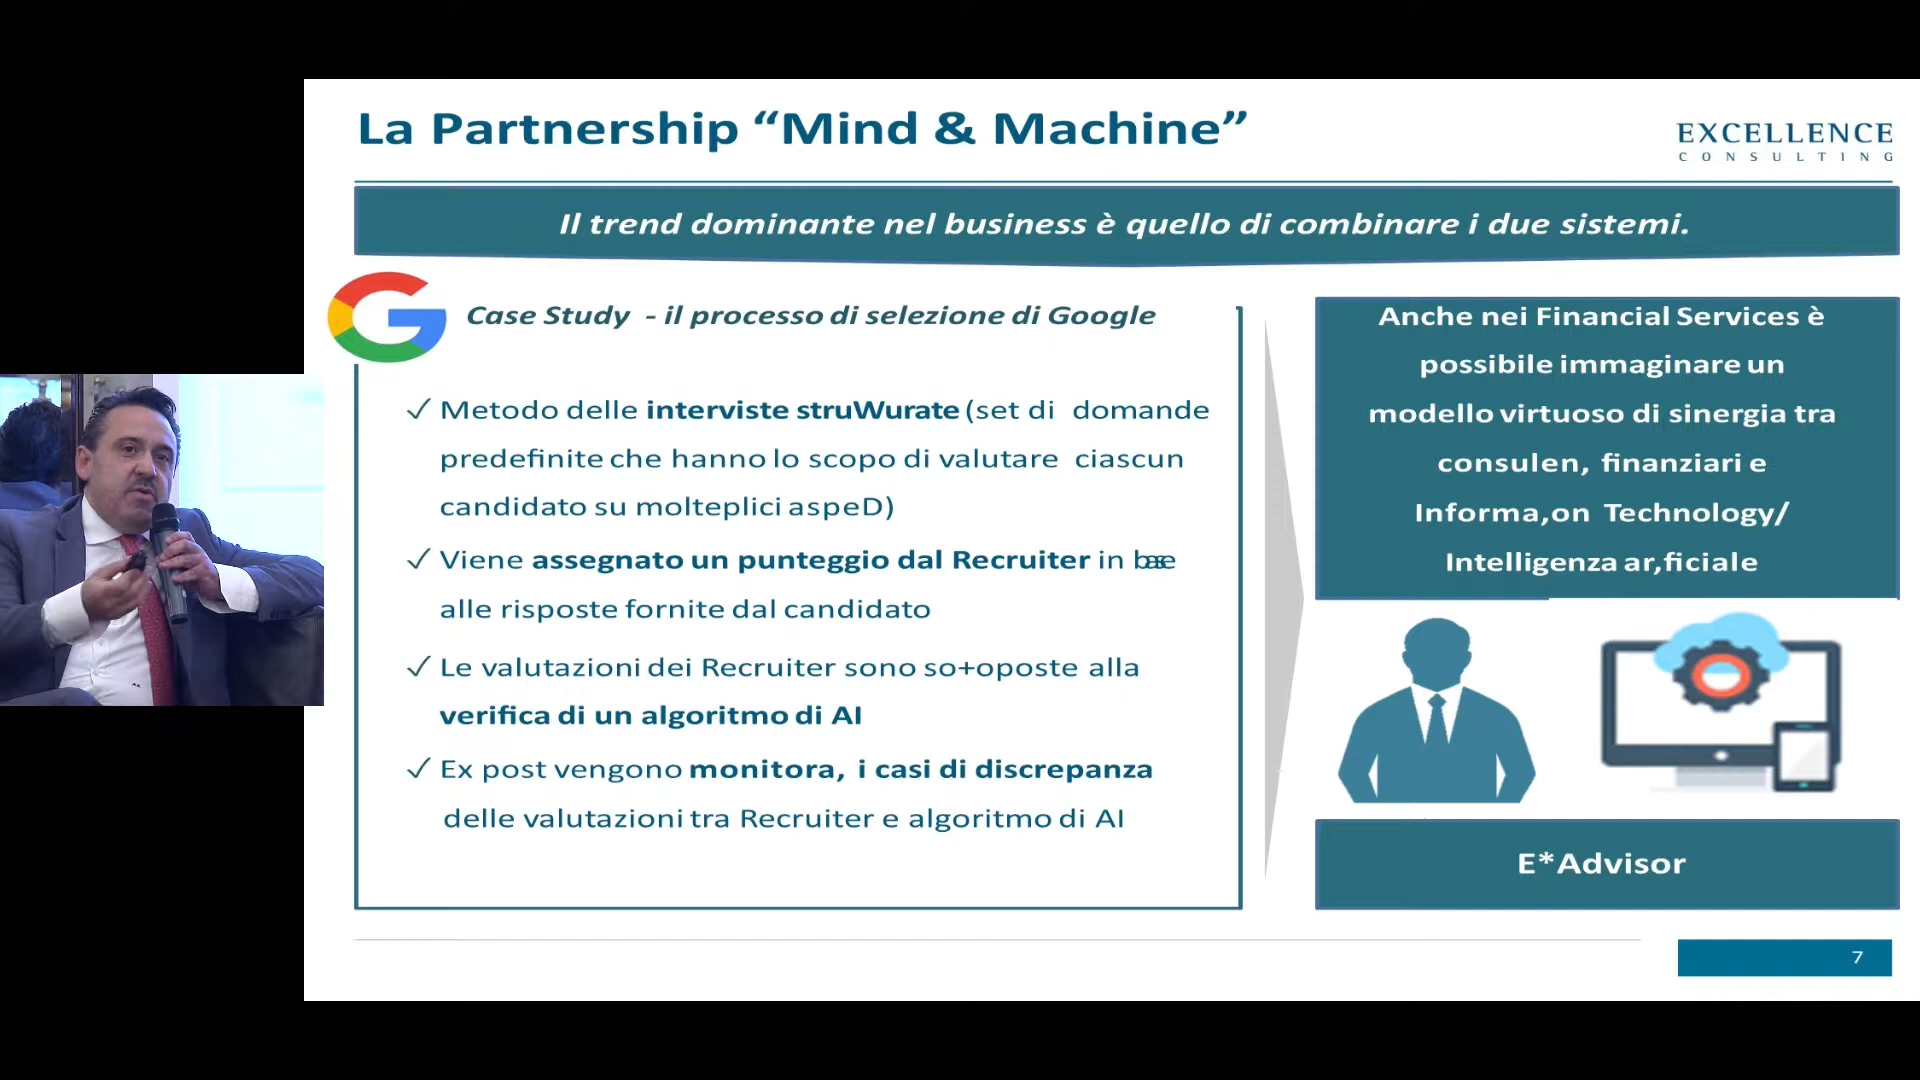 La Partnership “Mind & Machine”
EXCELLENCE
CONSULTING
Il trend dominante nel business è quello di combinare i due sistemi.
Case Study - il processo di selezione di Google
✓ Metodo delle interviste struWurate (set di domande
predefinite che hanno lo scopo di valutare ciascun
candidato su molteplici aspeD)
✓ Viene assegnato un punteggio dal Recruiter in base
alle risposte fornite dal candidato
✓ Le valutazioni dei Recruiter sono so+oposte alla
verifica di un algoritmo di AI
✓ Ex post vengono monitora, i casi di discrepanza
delle valutazioni tra Recruiter e algoritmo di AI
Anche nei Financial Services è
possibile immaginare un
modello virtuoso di sinergia tra
consulen, finanziari e
Informa,on Technology/
Intelligenza ar,ficiale
E*Advisor
7